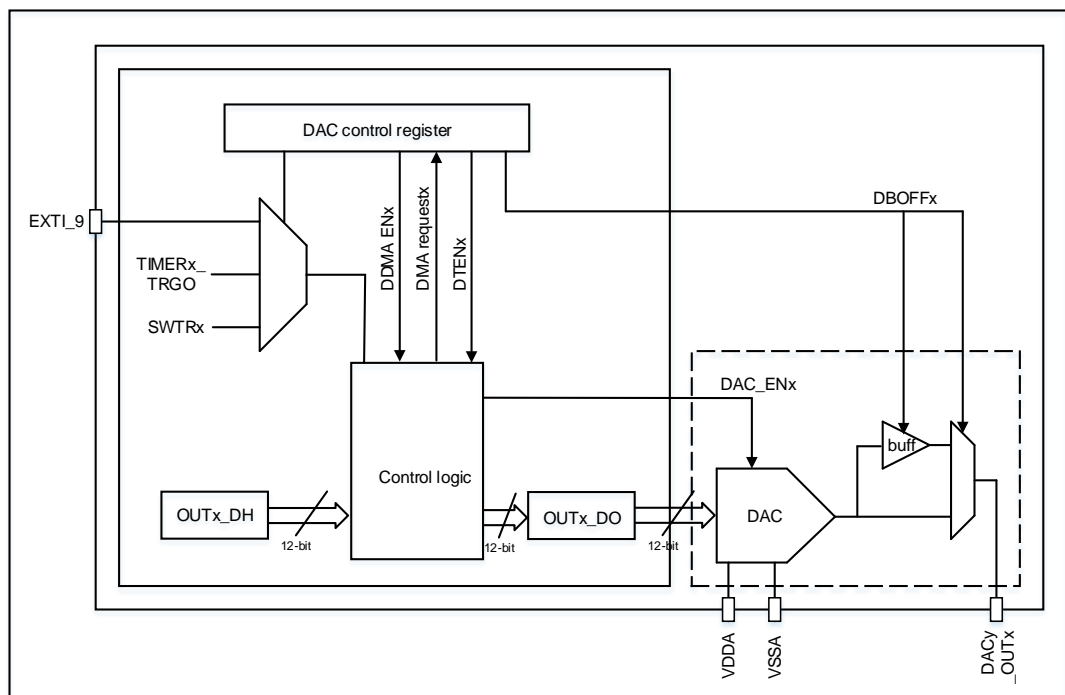 DAC control register
EXTI_9
TIMERx_
TRGO
SWTRx
DDMA ENx
DMA requestx
DTENx
DBOFFx
DAC_ENx
buff
Control logic
OUTx_DH
12-bit
12-bit
OUTx_DO
12-bit
DAC
VDDA
VSSA
DACy
_OUTx